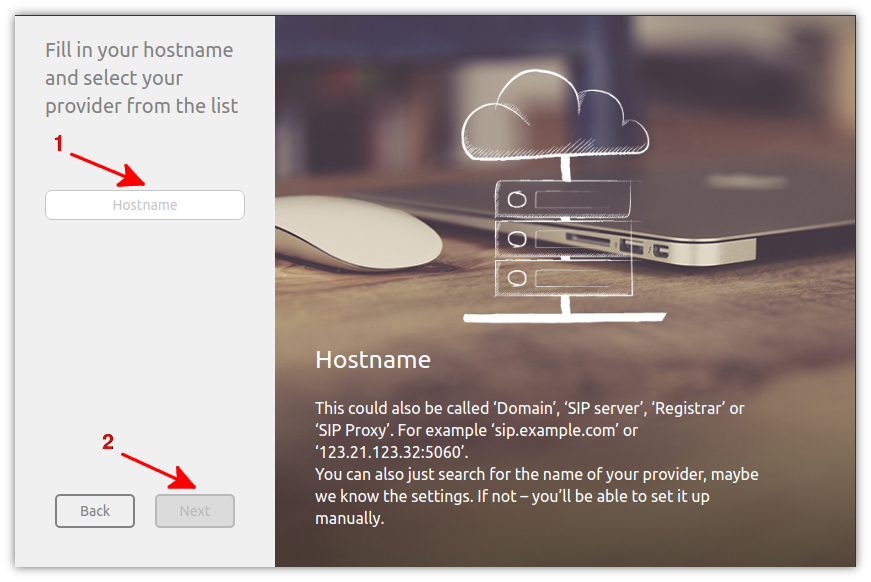 Fill in your hostname
and select your
provider from the list
1
Hostname
2
Back
Next
Hostname
This could also be called ‘Domain’, ‘SIP server’, ‘Registrar’ or
‘SIP Proxy’. For example ‘sip.example.com’ or
‘123.21.123.32:5060’.
You can also just search for the name of your provider, maybe
we know the settings. If not – you’ll be able to set it up
manually.